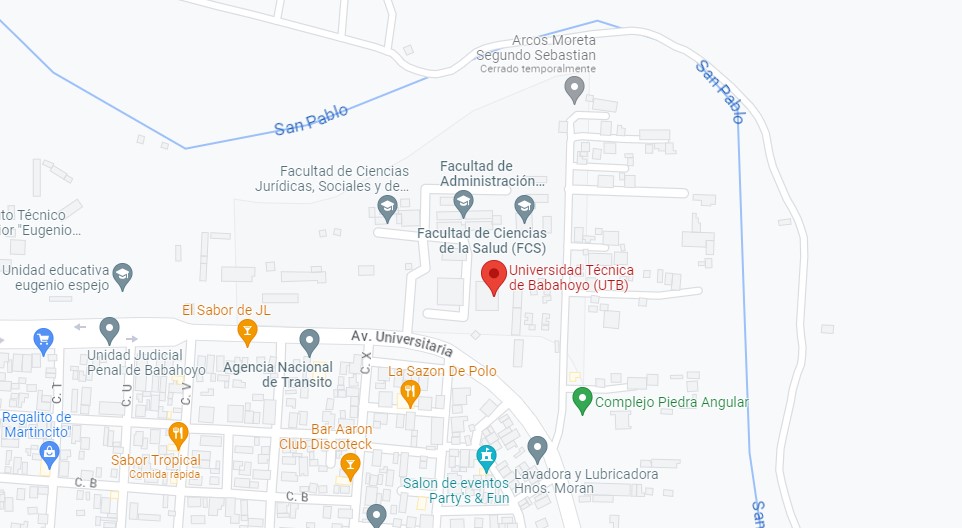 Arcos Moreta
Segundo Sebastian
Cerrado temporalmente
San Pablo
San Pablo
Facultad de Ciencias
Jurídicas, Sociales y de...
Facultad de
Administración...
Facultad de Ciencias
de la Salud (FCS)
Universidad Técnica
de Babahoyo (UTB)
uto Técnico
ior "Eugenio...
Unidad educativa
eugenio espejo
El Sabor de JL
Av. Universitaria
Unidad Judicial
Penal de Babahoyo
Agencia Nacional
de Transito
La Sazon De Polo
C. T
C. U
C. V
C. X
Complejo Piedra Angular
Regalito de
Martincito"
Bar Aaron
Club Discoteck
Sabor Tropical
Comida rápida
Salon de eventos
Party's & Fun
Lavadora y Lubricadora
Hnos. Moran
C. B
C. B
San